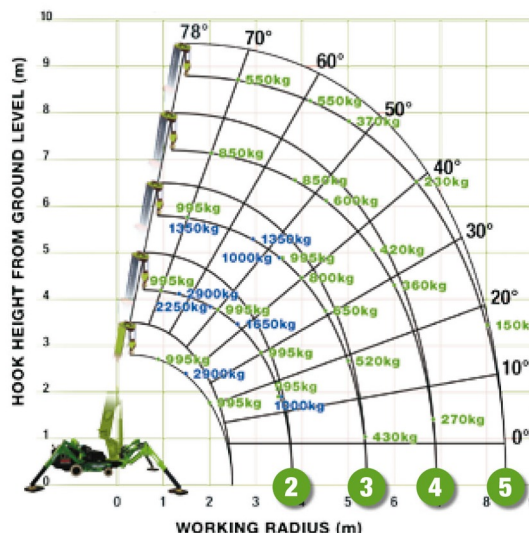 10
78°
70°
60°
550kg
550kg
50°
370kg
9
8
850kg
850kg
40°
230kg
7
600kg
995kg
1350kg
30°
6
1350kg
1000kg
995kg
420kg
5
995kg
2900kg
800kg
360kg
20°
2250kg
995kg
650kg
150k
4
1650kg
3
995kg
995kg
520kg
10°
2900kg
995kg
2
995kg
1900kg
270kg
1
430kg
0°
0
2
3
4
5
0 1 2 3 4 5 6 7 8
HOOK HEIGHT FROM GROUND LEVEL (m)
WORKING RADIUS (m)